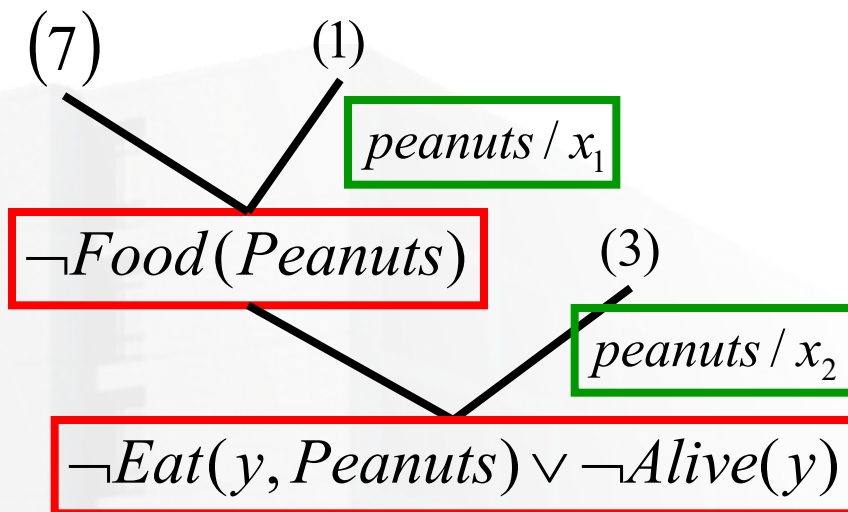 (7) (1)
peanuts / x₁
¬Food(Peanuts)
(3)
peanuts / x₂
¬Eat(y, Peanuts) ∨ ¬Alive(y)